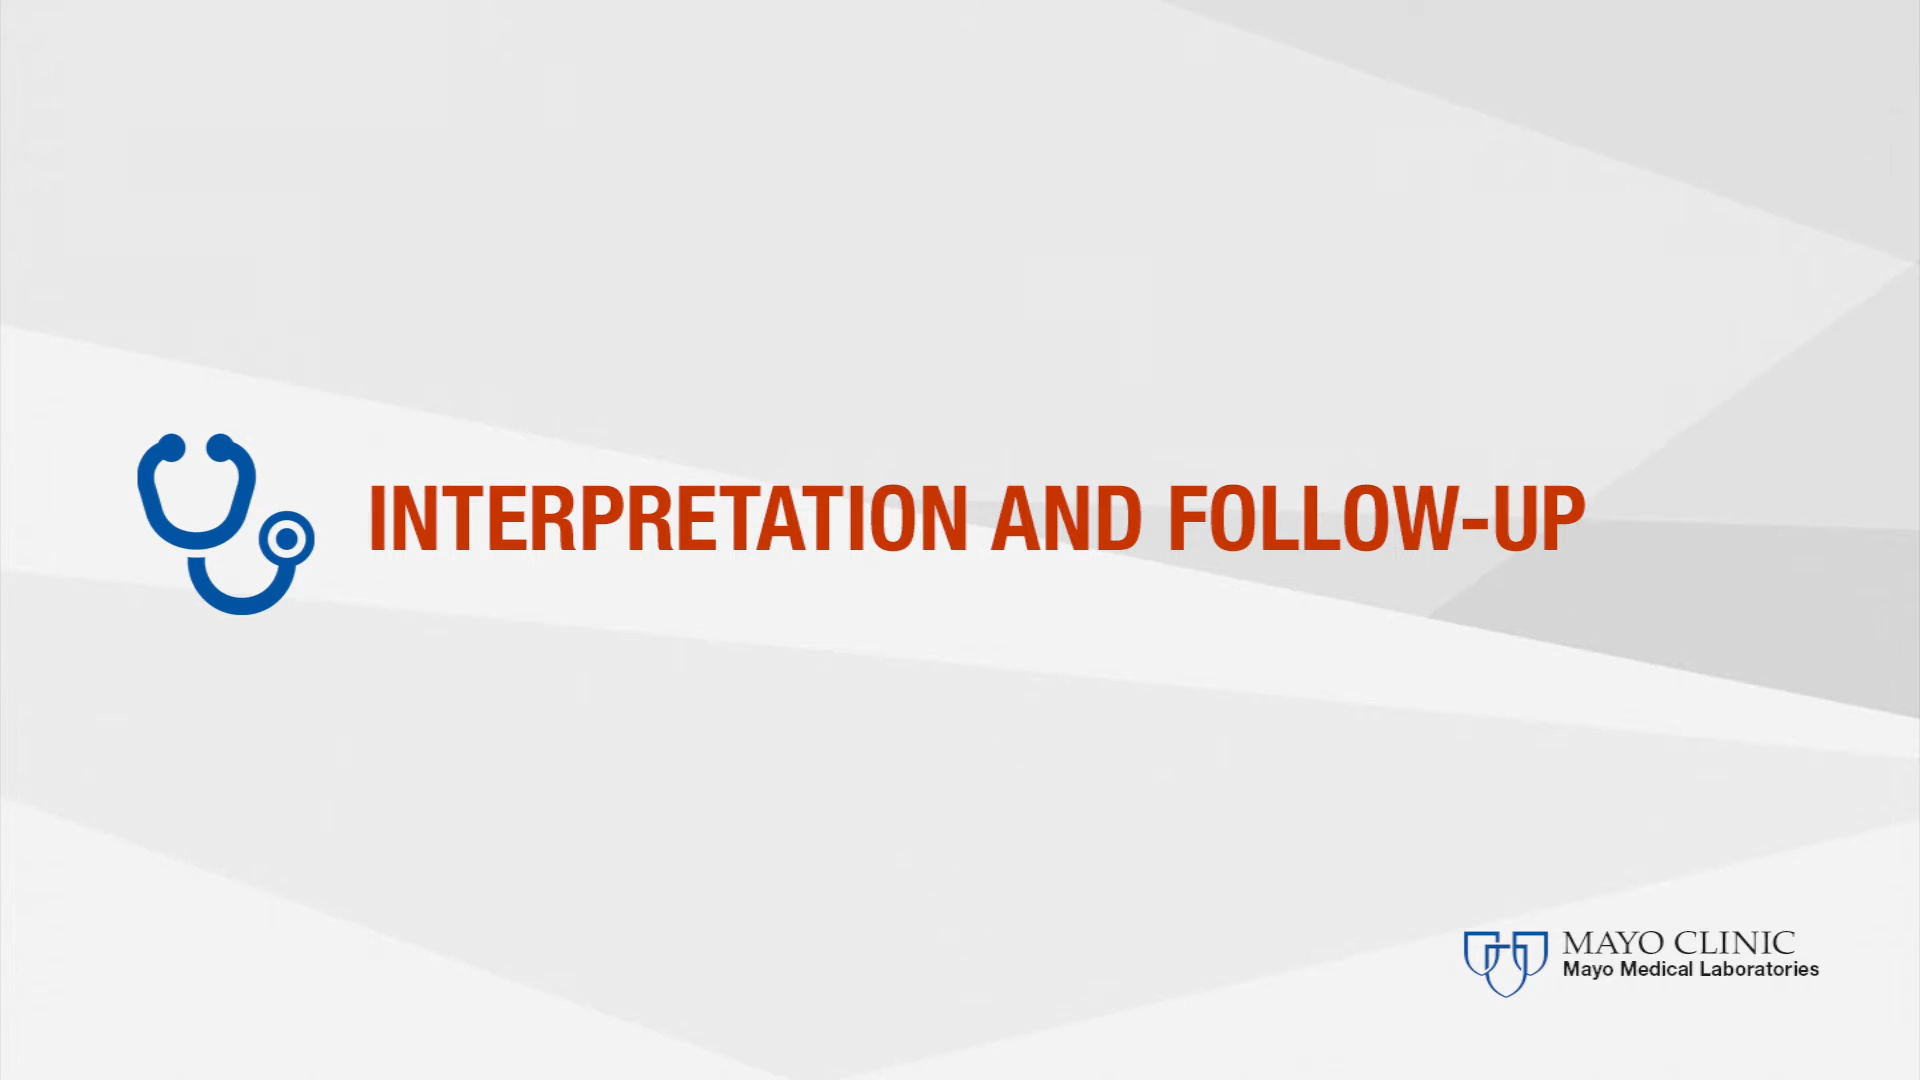 INTERPRETATION AND FOLLOW-UP
MAYO CLINIC
Mayo Medical Laboratories